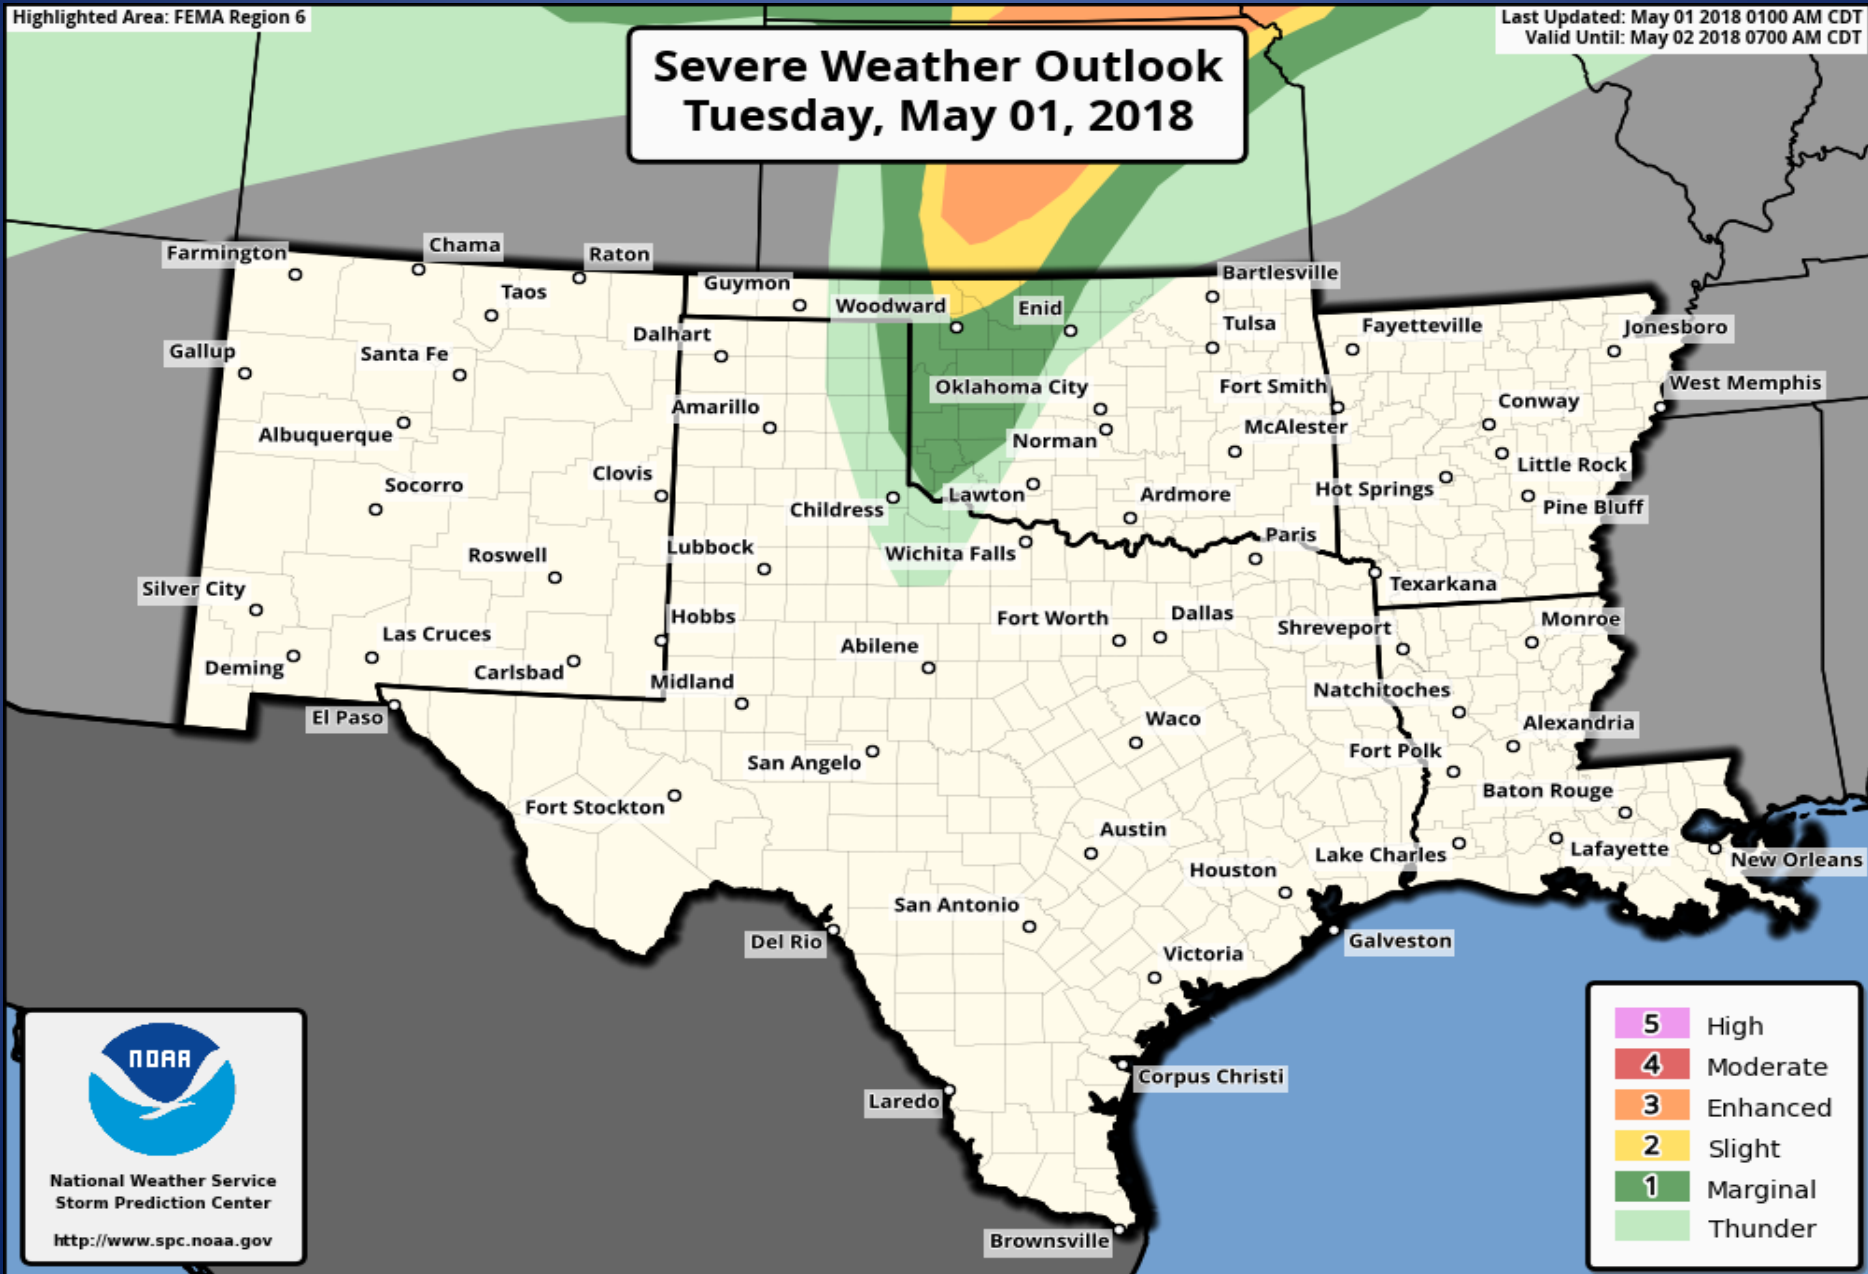 Highlighted Area: FEMA Region 6
Last Updated: May 01 2018 0100 AM CDT
Valid Until: May 02 2018 0700 AM CDT
Severe Weather Outlook
Tuesday, May 01, 2018
Farmington
Chama
Raton
Taos
Guymon
Woodward
Enid
Bartlesville
Tulsa
Fayetteville
Jonesboro
Gallup
Santa Fe
Dalhart
Oklahoma City
Fort Smith
West Memphis
Albuquerque
Amarillo
Norman
McAlester
Conway
Socorro
Clovis
Childress
Lawton
Ardmore
Hot Springs
Little Rock
Pine Bluff
Silver City
Roswell
Lubbock
Wichita Falls
Paris
Texarkana
Deming
Las Cruces
Carlsbad
Hobbs
Midland
Abilene
Fort Worth
Dallas
Shreveport
Monroe
El Paso
San Angelo
Waco
Natchitoches
Alexandria
Fort Polk
Fort Stockton
Austin
Baton Rouge
Lake Charles
Lafayette
New Orleans
Houston
San Antonio
Del Rio
Victoria
Galveston
Laredo
Corpus Christi
Brownsville
NOAA
National Weather Service
Storm Prediction Center
http://www.spc.noaa.gov
5 High
4 Moderate
3 Enhanced
2 Slight
1 Marginal
Thunder